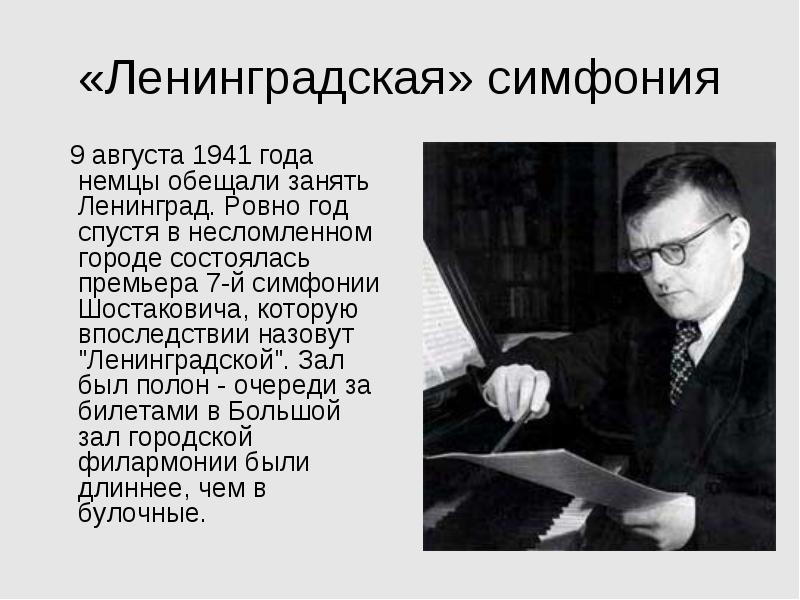 «Ленинградская» симфония
9 августа 1941 года
немцы обещали занять
Ленинград. Ровно год
спустя в несломленном
городе состоялась
премьера 7-й симфонии
Шостаковича, которую
впоследствии назовут
"Ленинградской". Зал
был полон - очереди за
билетами в Большой
зал городской
филармонии были
длиннее, чем в
булочные.